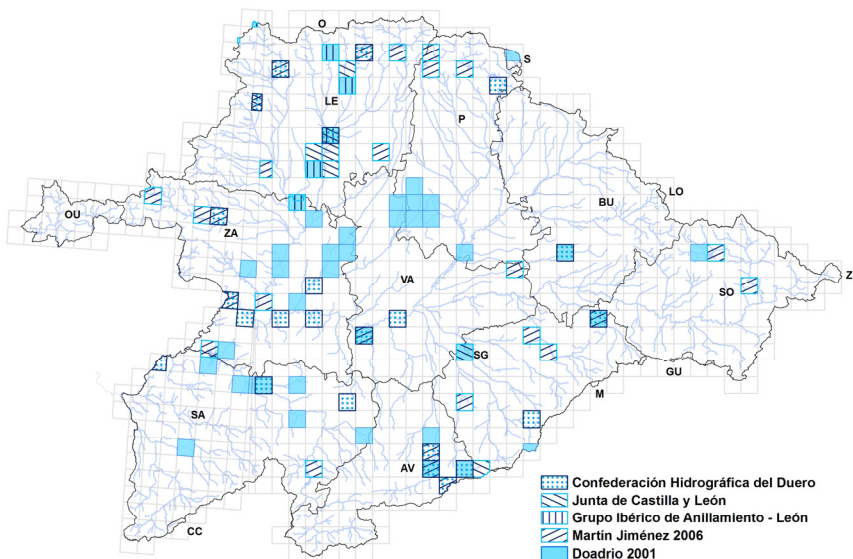 O
S
LE
P
LO
OU
BU
ZA
VA
Z
SO
SG
GU
M
SA
AV
CC
Confederación Hidrográfica del Duero
Junta de Castilla y León
Grupo Ibérico de Anillamiento - León
Martín Jiménez 2006
Doadrio 2001